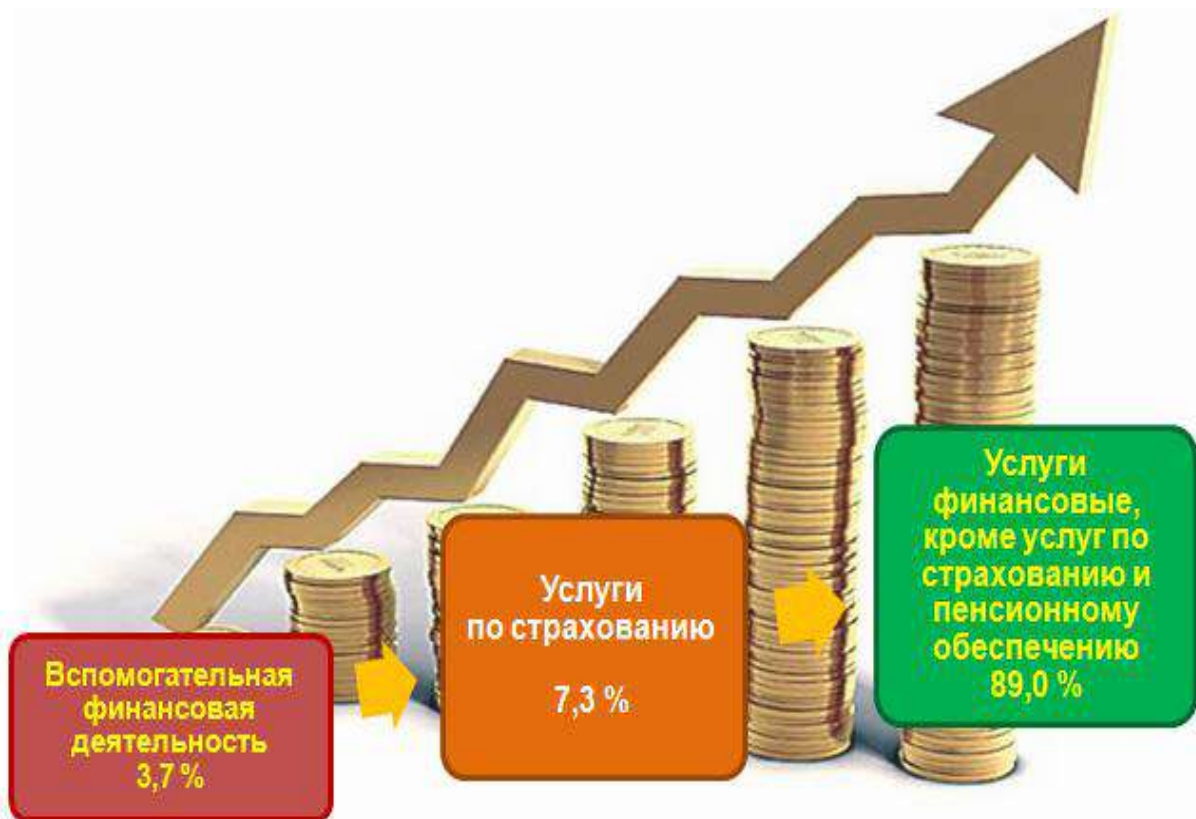 Вспомогательная
финансовая
деятельность
3,7 %
Услуги
по страхованию
7,3 %
Услуги
финансовые,
кроме услуг по
страхованию и
пенсионному
обеспечению
89,0 %